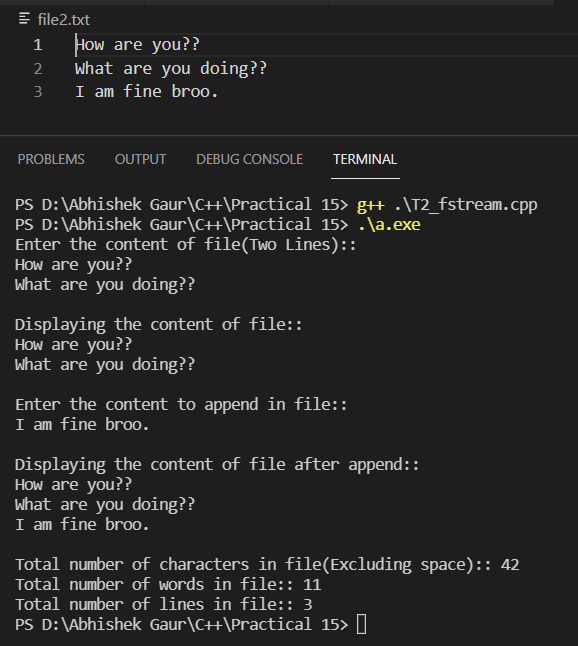 file2.txt
1 How are you??
2 What are you doing??
3 I am fine broo.
PROBLEMS OUTPUT DEBUG CONSOLE TERMINAL
PS D:\Abhishek Gaur\C++\Practical 15> g++ .\T2_fstream.cpp
PS D:\Abhishek Gaur\C++\Practical 15> .\a.exe
Enter the content of file(Two Lines)::
How are you??
What are you doing??

Displaying the content of file::
How are you??
What are you doing??

Enter the content to append in file::
I am fine broo.

Displaying the content of file after append::
How are you??
What are you doing??
I am fine broo.

Total number of characters in file(Excluding space):: 42
Total number of words in file:: 11
Total number of lines in file:: 3
PS D:\Abhishek Gaur\C++\Practical 15>